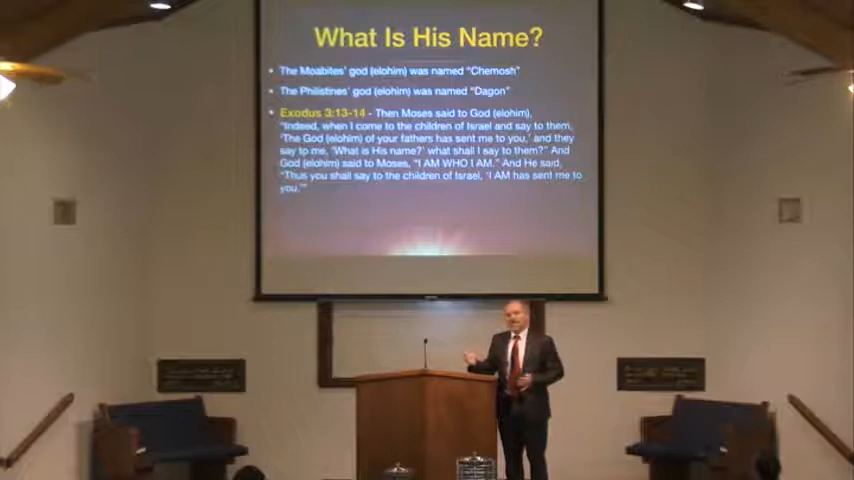 What Is His Name?
• The Moabites' god (elohim) was named "Chemosh"
• The Philistines' god (elohim) was named "Dagon"
• Exodus 3:13-14 - Then Moses said to God (elohim),
"Indeed, when I come to the children of Israel and say to them,
'The God (elohim) of your fathers has sent me to you,' and they
say to me, 'What is His name?' what shall I say to them?" And
God (elohim) said to Moses, "I AM WHO I AM." And He said,
"Thus you shall say to the children of Israel, 'I AM has sent me to
you.'"